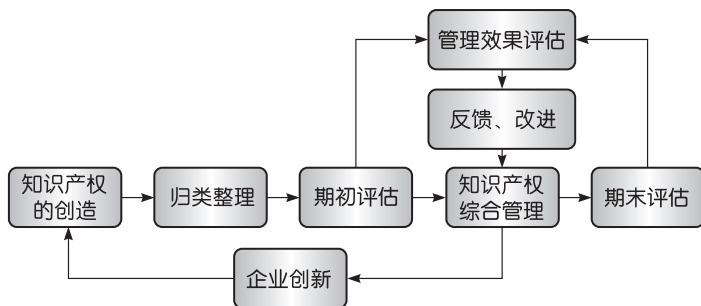 管理效果评估
反馈、改进
知识产权
的创造
归类整理
期初评估
知识产权
综合管理
期末评估
企业创新